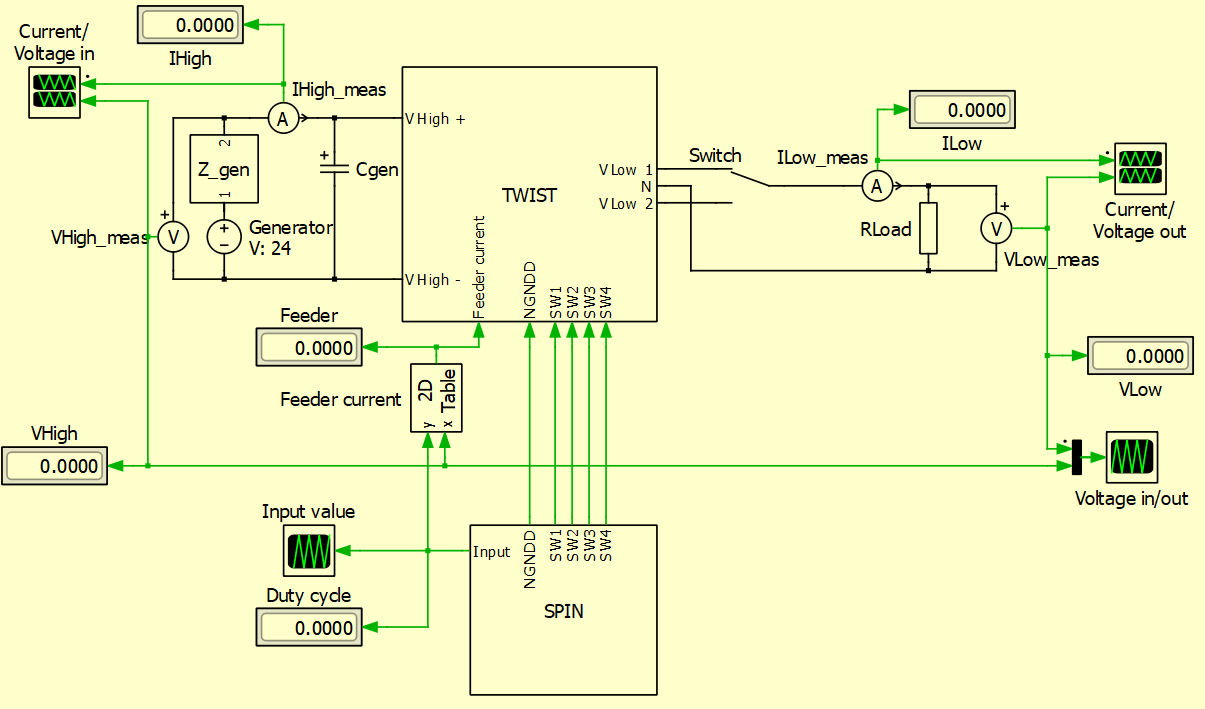 Current/
Voltage in
0.0000
IHigh
IHigh_meas
A
VHigh +
2
Z_gen
1
+
Cgen
+
V
VHigh_meas
+
−
Generator
V: 24
VHigh -
TWIST
Feeder current
NGNDD
SW1
SW2
SW3
SW4
VLow 1
N
VLow 2
Switch
ILow_meas
A
0.0000
ILow
Current/
Voltage out
RLoad
+
V
VLow_meas
Feeder
0.0000
2D
Table
y
x
Feeder current
0.0000
VLow
VHigh
0.0000
Voltage in/out
Input value
Input
NGNDD
SW1
SW2
SW3
SW4
SPIN
Duty cycle
0.0000